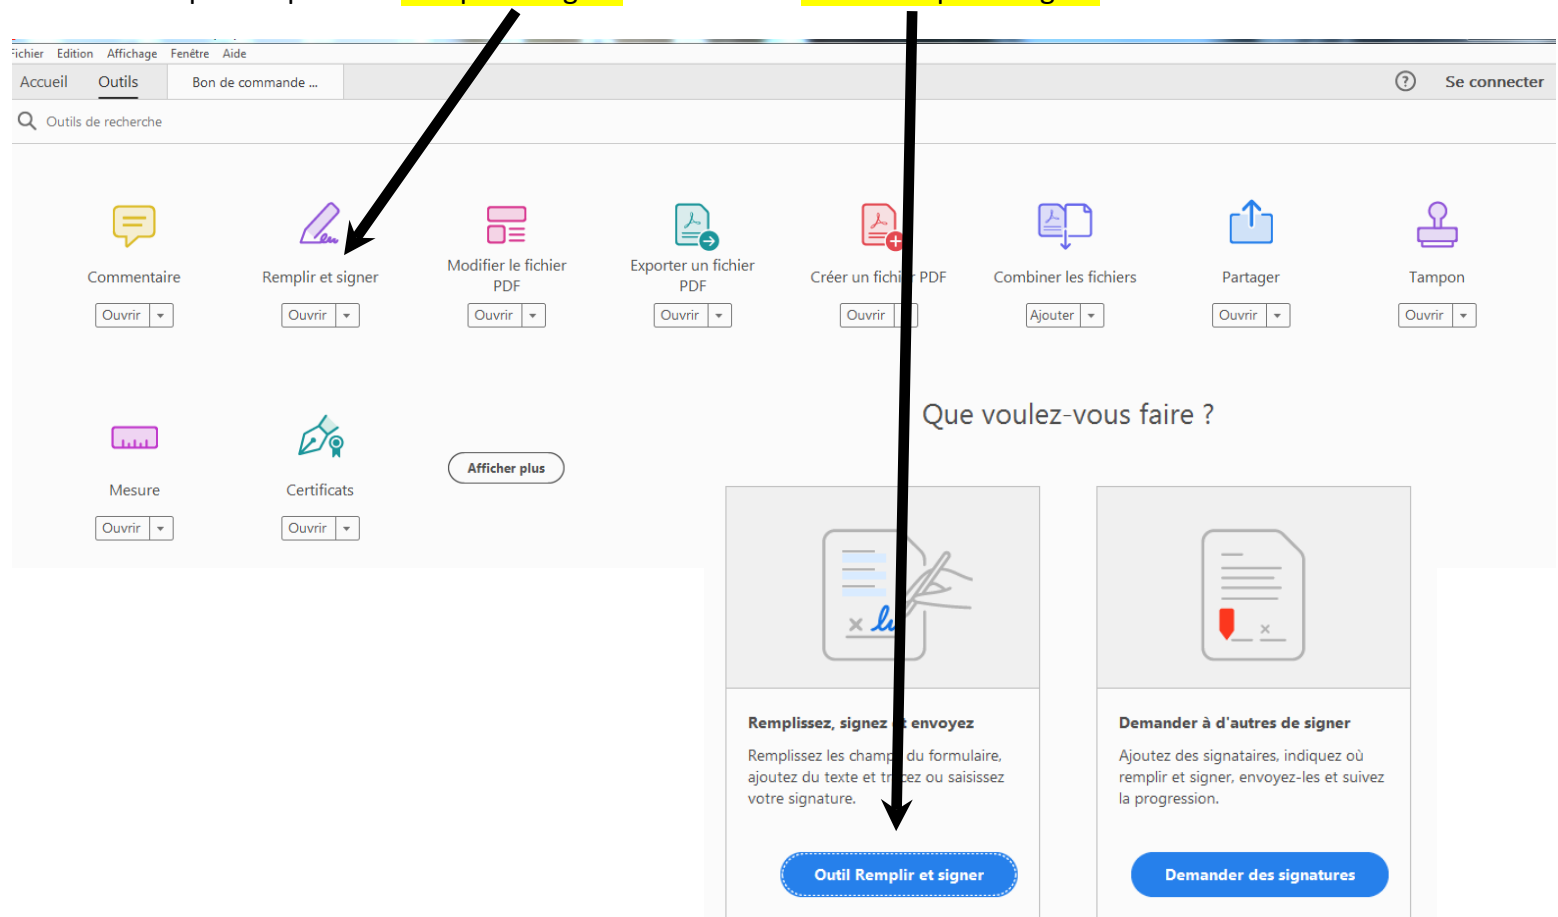 Fichier Edition Affichage Fenêtre Aide
Accueil Outils Bon de commande ... ? Se connecter
Outils de recherche
Commentaire
Ouvrir
Remplir et signer
Ouvrir
Modifier le fichier
PDF
Ouvrir
Exporter un fichier
PDF
Ouvrir
Créer un fichier PDF
Ouvrir
Combiner les fichiers
Ajouter
Partager
Ouvrir
Tampon
Ouvrir
Mesure
Ouvrir
Certificats
Ouvrir
Afficher plus
Que voulez-vous faire ?
Remplissez, signez et envoyez
Remplissez les champs du formulaire,
ajoutez du texte et tracez ou saisissez
votre signature.
Outil Remplir et signer
Demander à d'autres de signer
Ajoutez des signataires, indiquez où
remplir et signer, envoyez-les et suivez
la progression.
Demander des signatures